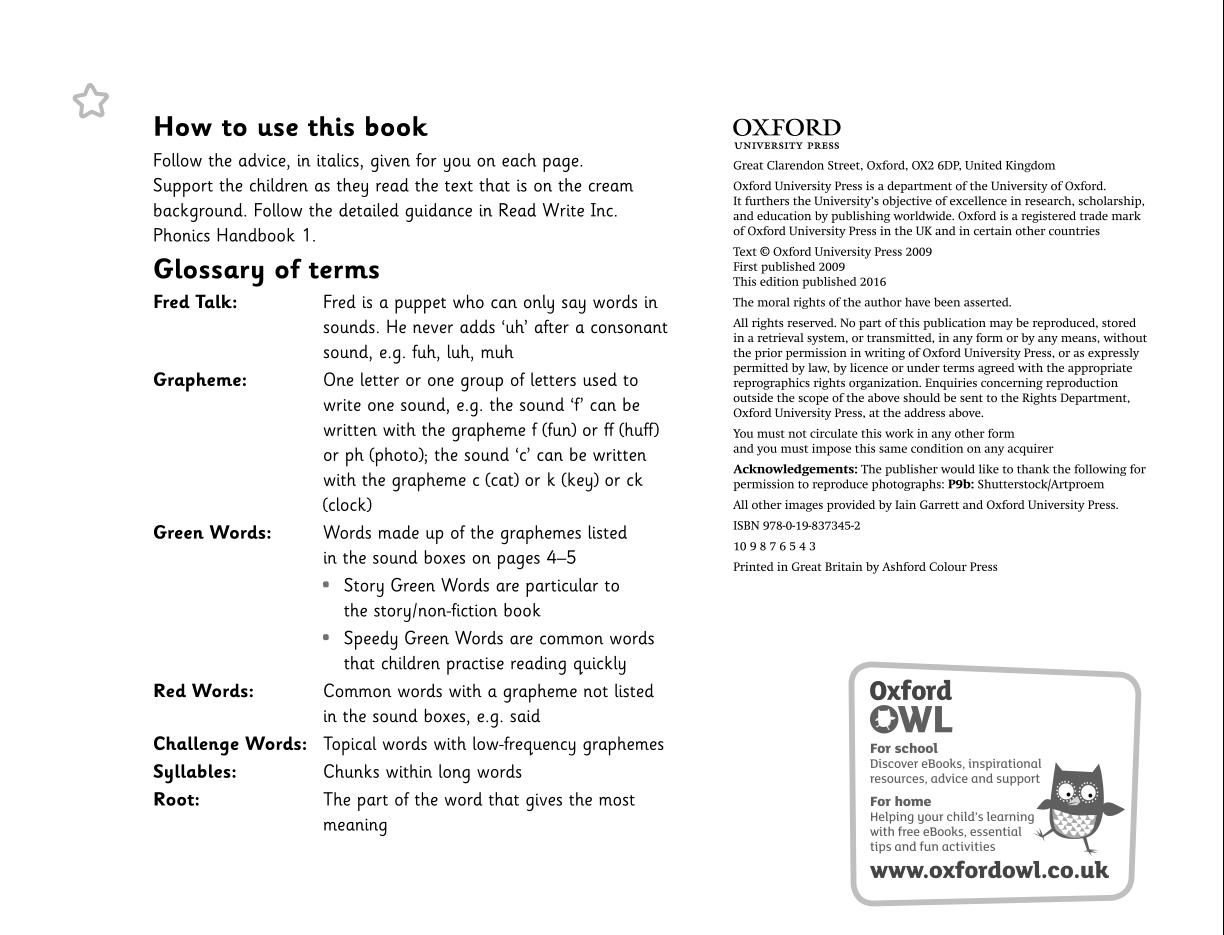 How to use this book
Follow the advice, in italics, given for you on each page.
Support the children as they read the text that is on the cream
background. Follow the detailed guidance in Read Write Inc.
Phonics Handbook 1.
Glossary of terms
Fred Talk: Fred is a puppet who can only say words in
sounds. He never adds ‘uh’ after a consonant
sound, e.g. fuh, luh, muh
Grapheme: One letter or one group of letters used to
write one sound, e.g. the sound ‘f’ can be
written with the grapheme f (fun) or ff (huff)
or ph (photo); the sound ‘c’ can be written
with the grapheme c (cat) or k (key) or ck
(clock)
Green Words: Words made up of the graphemes listed
in the sound boxes on pages 4–5
• Story Green Words are particular to
the story/non-fiction book
• Speedy Green Words are common words
that children practise reading quickly
Red Words: Common words with a grapheme not listed
in the sound boxes, e.g. said
Challenge Words: Topical words with low-frequency graphemes
Syllables: Chunks within long words
Root: The part of the word that gives the most
meaning
OXFORD
UNIVERSITY PRESS
Great Clarendon Street, Oxford, OX2 6DP, United Kingdom
Oxford University Press is a department of the University of Oxford.
It furthers the University’s objective of excellence in research, scholarship,
and education by publishing worldwide. Oxford is a registered trade mark
of Oxford University Press in the UK and in certain other countries
Text © Oxford University Press 2009
First published 2009
This edition published 2016
The moral rights of the author have been asserted.
All rights reserved. No part of this publication may be reproduced, stored
in a retrieval system, or transmitted, in any form or by any means, without
the prior permission in writing of Oxford University Press, or as expressly
permitted by law, by licence or under terms agreed with the appropriate
reprographics rights organization. Enquiries concerning reproduction
outside the scope of the above should be sent to the Rights Department,
Oxford University Press, at the address above.
You must not circulate this work in any other form
and you must impose this same condition on any acquirer
Acknowledgements: The publisher would like to thank the following for
permission to reproduce photographs: P9b: Shutterstock/Artproem
All other images provided by Iain Garrett and Oxford University Press.
ISBN 978-0-19-837345-2
10 9 8 7 6 5 4 3
Printed in Great Britain by Ashford Colour Press
Oxford
OWL
For school
Discover eBooks, inspirational
resources, advice and support
For home
Helping your child’s learning
with free eBooks, essential
tips and fun activities
www.oxfordowl.co.uk